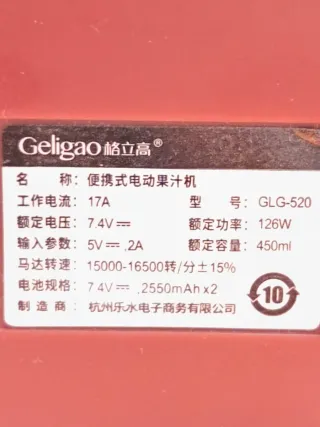 Geligao 格立高®
名 称: 便携式电动果汁机
工作电流: 17A 型 号: GLG-520
额定电压: 7.4V⎓ 额定功率: 126W
输入参数: 5V⎓,2A 额定容量: 450ml
马达转速: 15000-16500转/分±15%
电池规格: 7.4V⎓,2550mAh x2
制造商: 杭州乐水电子商务有限公司
10